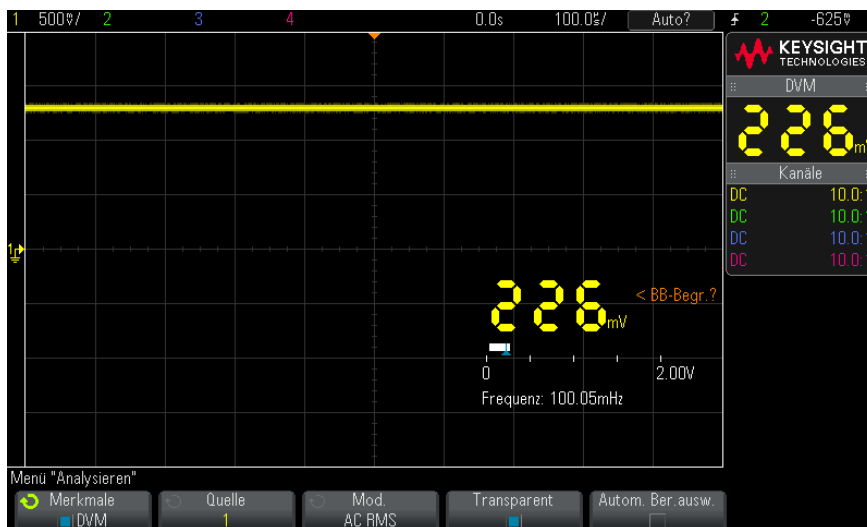 1 500mV/ 2 3 4 0.0s 100.0s/ Auto? 2 -625mV
KEYSIGHT
TECHNOLOGIES
DVM
226 mV
Kanäle
DC 10.0:
DC 10.0:
DC 10.0:
DC 10.0:
1
226 mV < BB-Begr.?
0 2.00V
Frequenz: 100.05mHz
Menü "Analysieren"
Merkmale Quelle Mod. Transparent Autom. Ber.ausw.
DVM 1 AC RMS